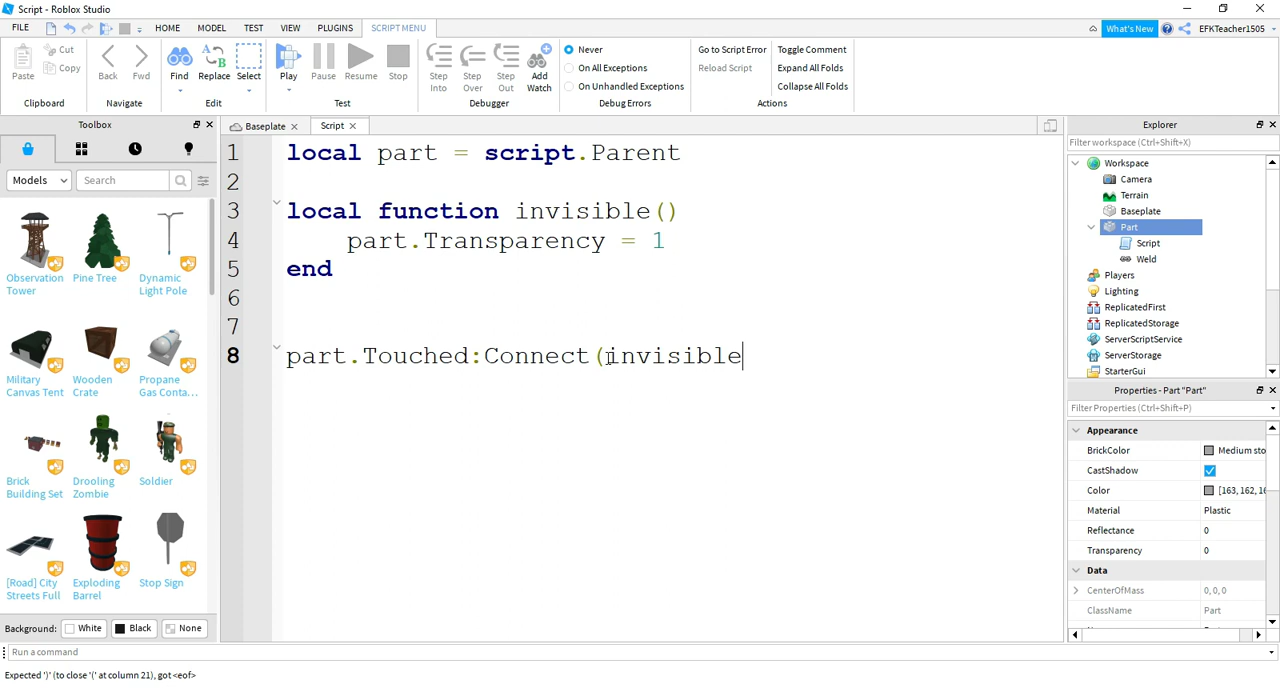 Script - Roblox Studio
FILE HOME MODEL TEST VIEW PLUGINS SCRIPT MENU What's New EFKTeacher1505
Paste Cut Copy Back Fwd Find Replace Select Play Pause Resume Stop Step Into Step Over Step Out Add Watch
Never
On All Exceptions
On Unhandled Exceptions
Go to Script Error
Reload Script
Toggle Comment
Expand All Folds
Collapse All Folds
Clipboard Navigate Edit Test Debugger Debug Errors Actions
Toolbox
Models Search
Observation Tower
Pine Tree
Dynamic Light Pole
Military Canvas Tent
Wooden Crate
Propane Gas Conta...
Brick Building Set
Drooling Zombie
Soldier
[Road] City Streets Full
Exploding Barrel
Stop Sign
Background: White Black None
Baseplate Script
1 local part = script.Parent
2
3 local function invisible()
4 part.Transparency = 1
5 end
6
7
8 part.Touched:Connect(invisible
Explorer
Filter workspace (Ctrl+Shift+X)
Workspace
Camera
Terrain
Baseplate
Part
Script
Weld
Players
Lighting
ReplicatedFirst
ReplicatedStorage
ServerScriptService
ServerStorage
StarterGui
Properties - Part "Part"
Filter Properties (Ctrl+Shift+P)
Appearance
BrickColor Medium sto
CastShadow
Color [163, 162, 16
Material Plastic
Reflectance 0
Transparency 0
Data
CenterOfMass 0, 0, 0
ClassName Part
Run a command
Expected ')' (to close '(' at column 21), got <eof>